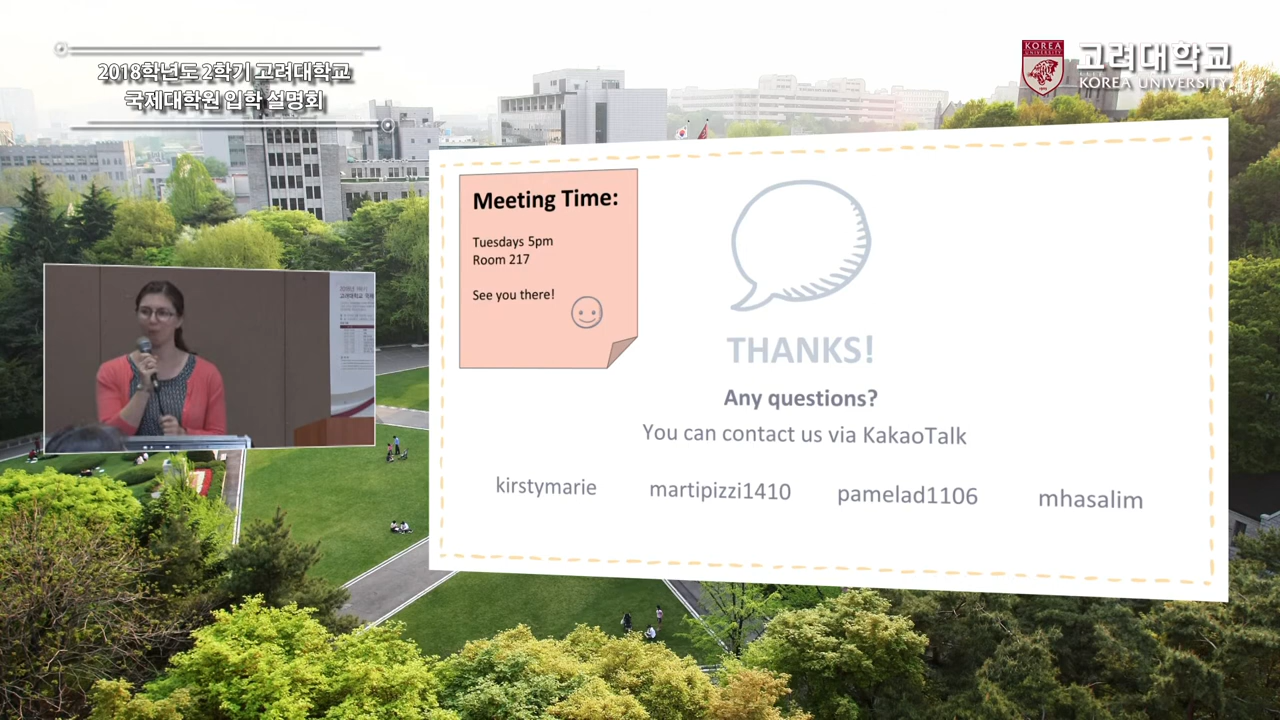 2018학년도 2학기 고려대학교
국제대학원 입학 설명회
KOREA
고려대학교
KOREA UNIVERSITY
Meeting Time:
Tuesdays 5pm
Room 217
See you there!
THANKS!
Any questions?
You can contact us via KakaoTalk
kirstymarie martipizzi1410 pamelad1106 mhasalim